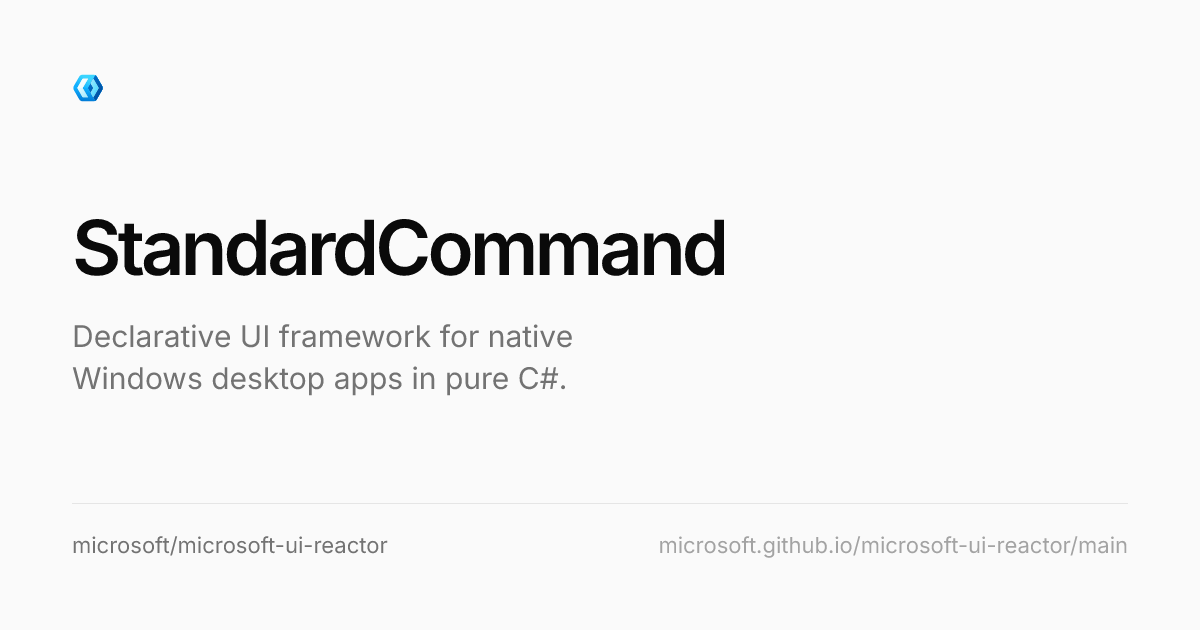 StandardCommand
Declarative UI framework for native
Windows desktop apps in pure C#.
microsoft/microsoft-ui-reactor
microsoft.github.io/microsoft-ui-reactor/main